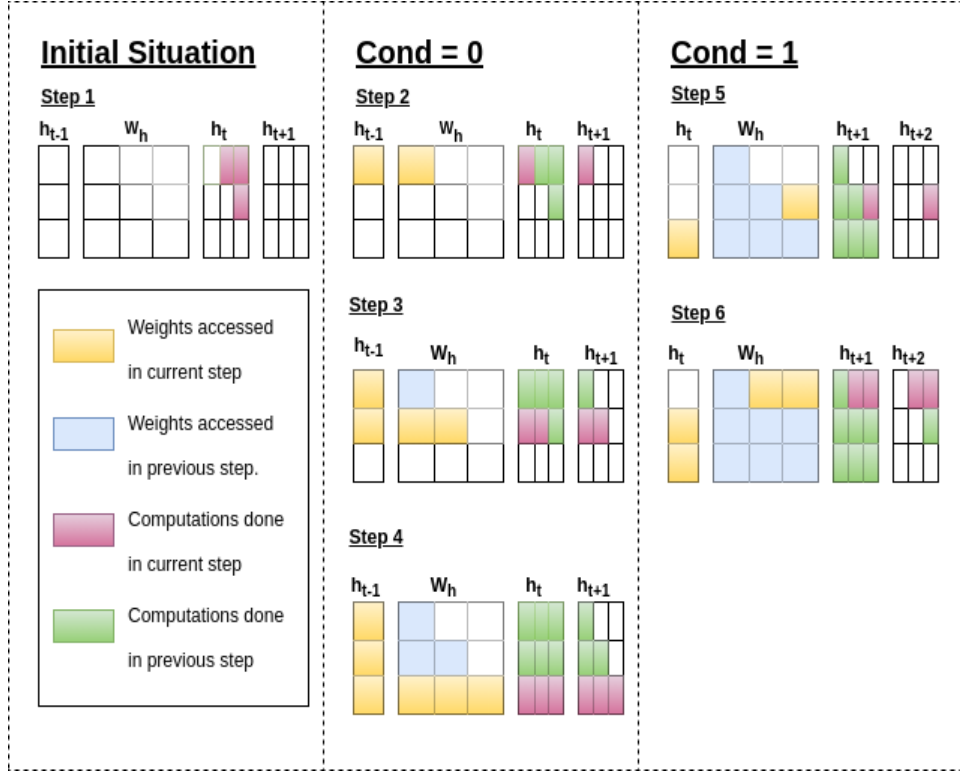 Initial Situation
Step 1
ht-1 Wh ht ht+1
Weights accessed
in current step
Weights accessed
in previous step.
Computations done
in current step
Computations done
in previous step
Cond = 0
Step 2
ht-1 Wh ht ht+1
Step 3
ht-1 Wh ht ht+1
Step 4
ht-1 Wh ht ht+1
Cond = 1
Step 5
ht Wh ht+1 ht+2
Step 6
ht Wh ht+1 ht+2